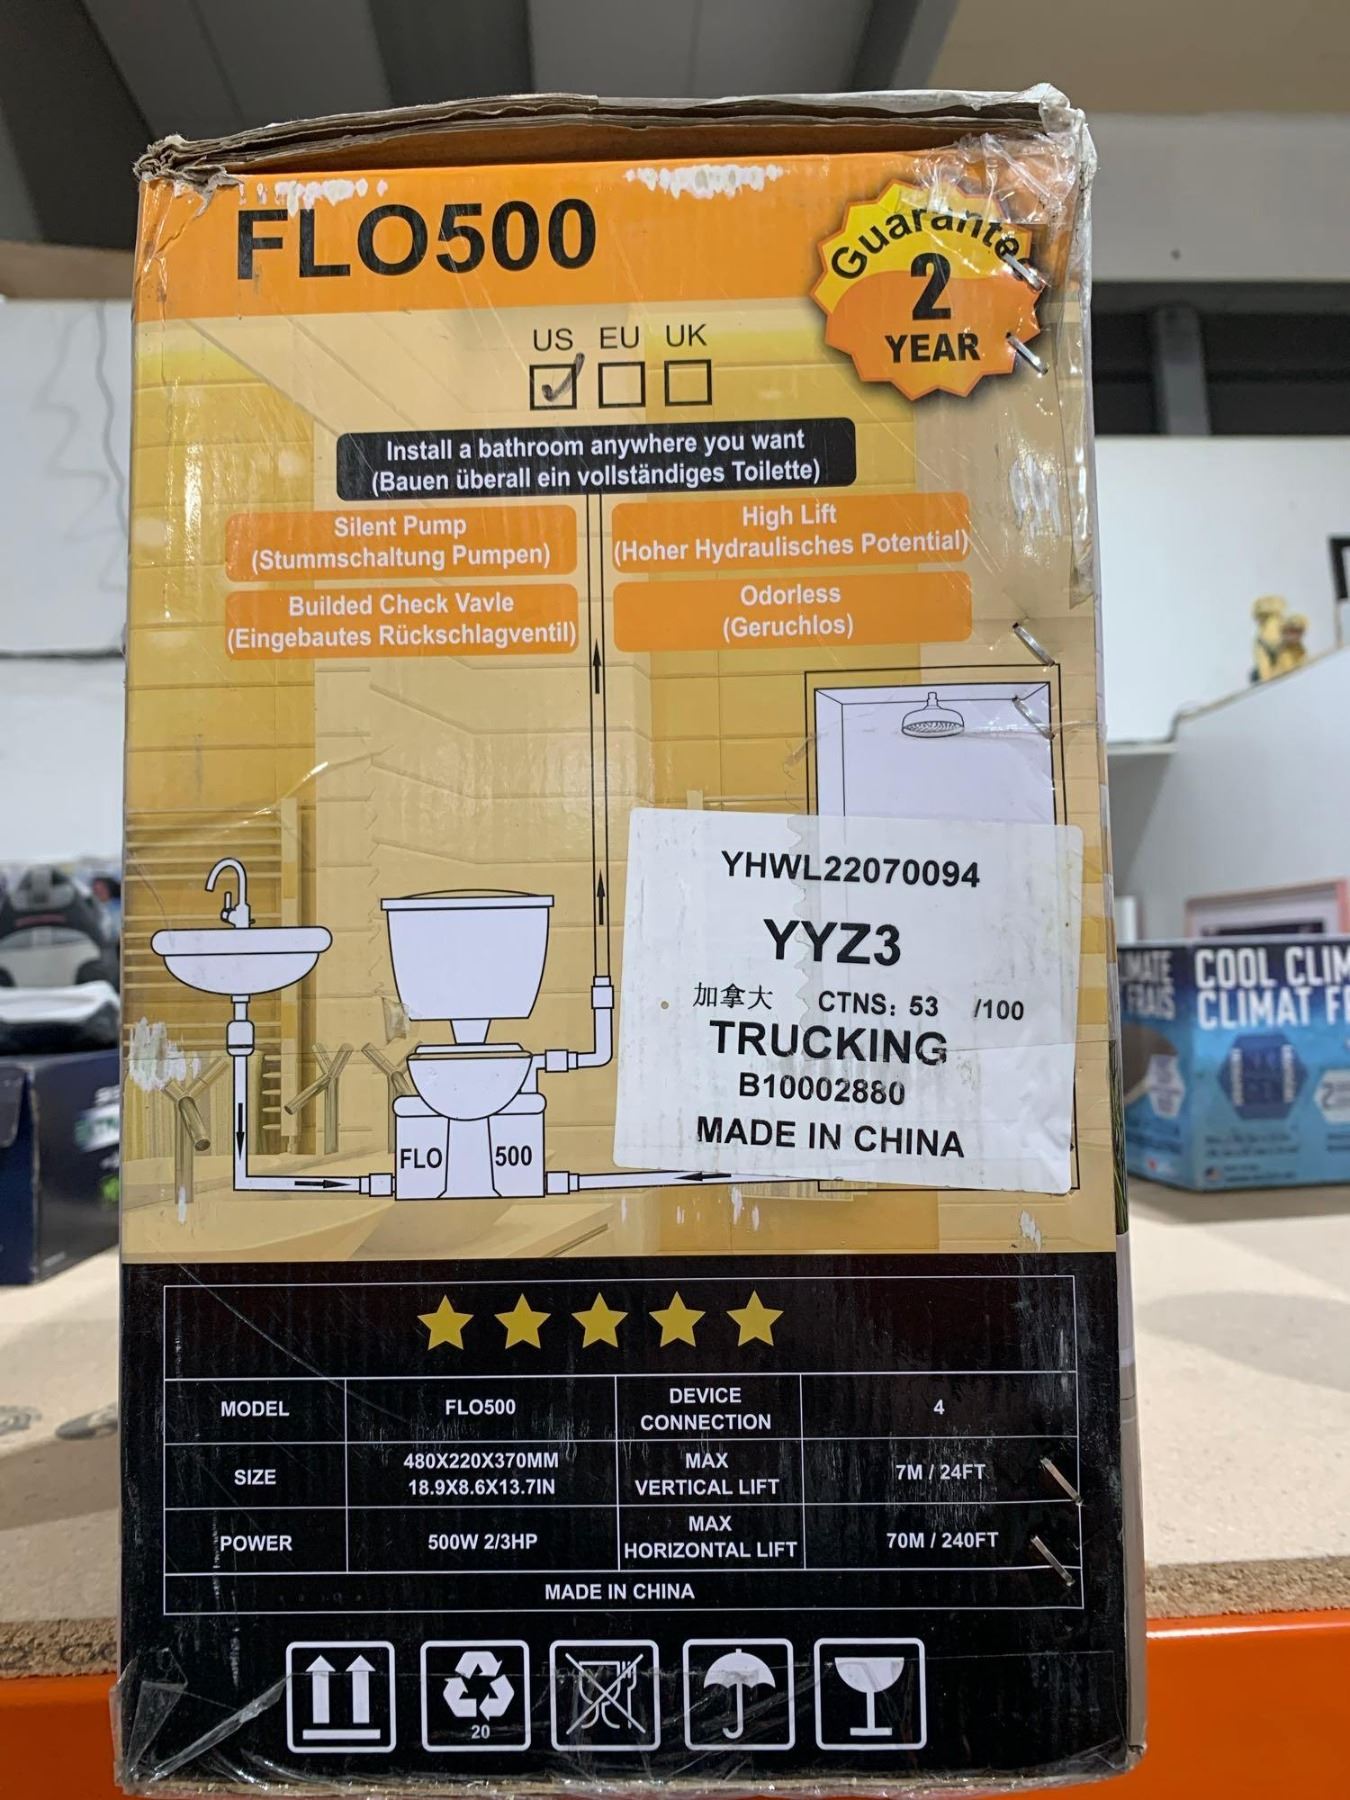 FLO500
Guarantee
2
YEAR
US EU UK
Install a bathroom anywhere you want
(Bauen überall ein vollständiges Toilette)
Silent Pump
(Stummschaltung Pumpen)
High Lift
(Hoher Hydraulisches Potential)
Builded Check Vavle
(Eingebautes Rückschlagventil)
Odorless
(Geruchlos)
YHWL22070094
YYZ3
加拿大 CTNS: 53 /100
TRUCKING
B10002880
MADE IN CHINA
FLO 500
MODEL
FLO500
DEVICE
CONNECTION
4
SIZE
480X220X370MM
18.9X8.6X13.7IN
MAX
VERTICAL LIFT
7M / 24FT
POWER
500W 2/3HP
MAX
HORIZONTAL LIFT
70M / 240FT
MADE IN CHINA
20
COOL CLIM
CLIMAT F